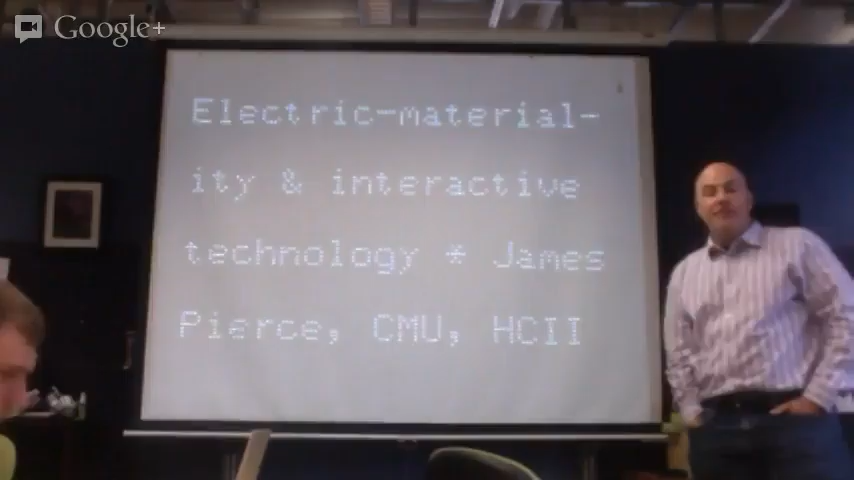 Google+
Electric-material-
ity & interactive
technology * James
Pierce, CMU, HCII